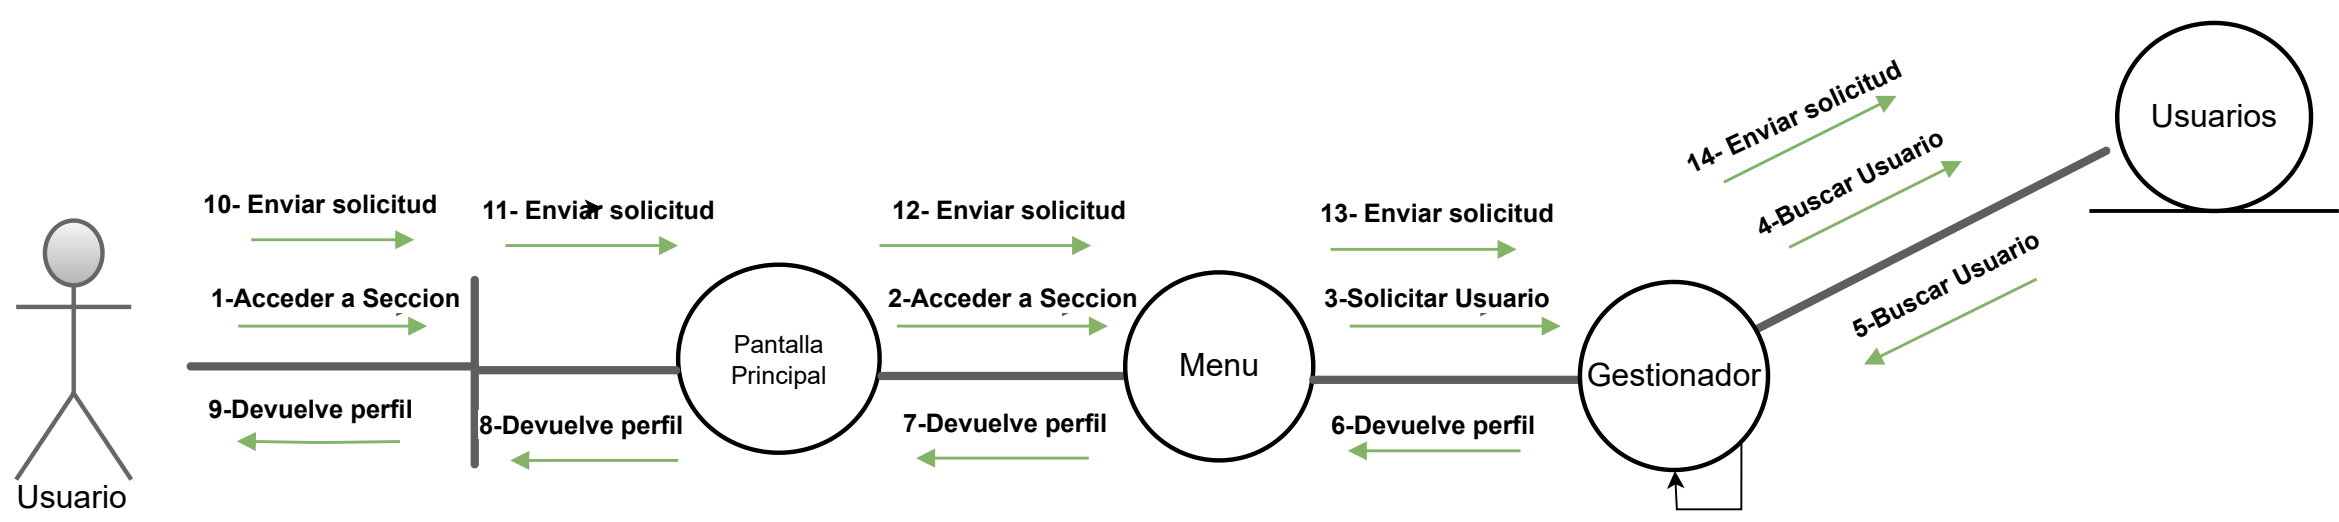 14- Enviar solicitud
Usuarios
4-Buscar Usuario
10- Enviar solicitud
11- Enviar solicitud
12- Enviar solicitud
13- Enviar solicitud
5-Buscar Usuario
1-Acceder a Seccion
2-Acceder a Seccion
3-Solicitar Usuario
Pantalla
Principal
Menu
Gestionador
9-Devuelve perfil
8-Devuelve perfil
7-Devuelve perfil
6-Devuelve perfil
Usuario